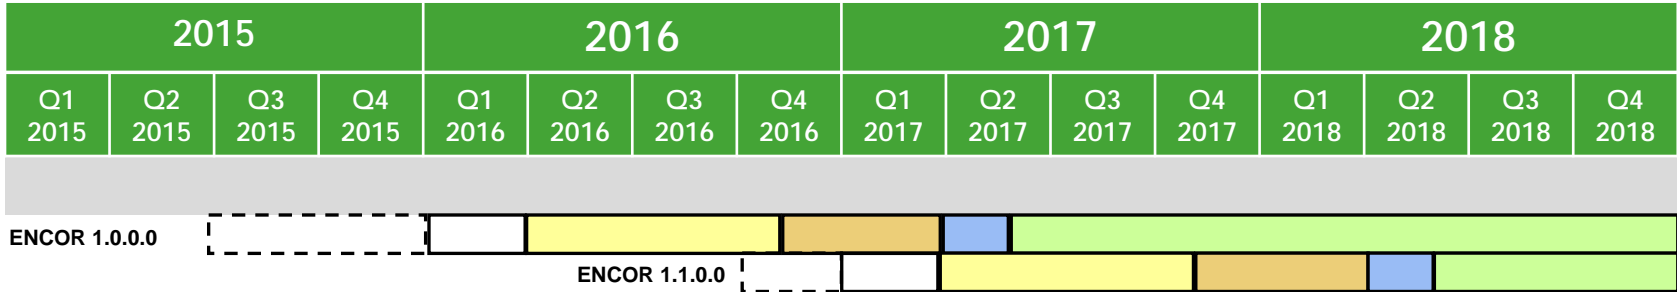 2015 2016 2017 2018
Q1 Q2 Q3 Q4 Q1 Q2 Q3 Q4 Q1 Q2 Q3 Q4 Q1 Q2 Q3 Q4
2015 2015 2015 2015 2016 2016 2016 2016 2017 2017 2017 2017 2018 2018 2018 2018
ENCOR 1.0.0.0
ENCOR 1.1.0.0